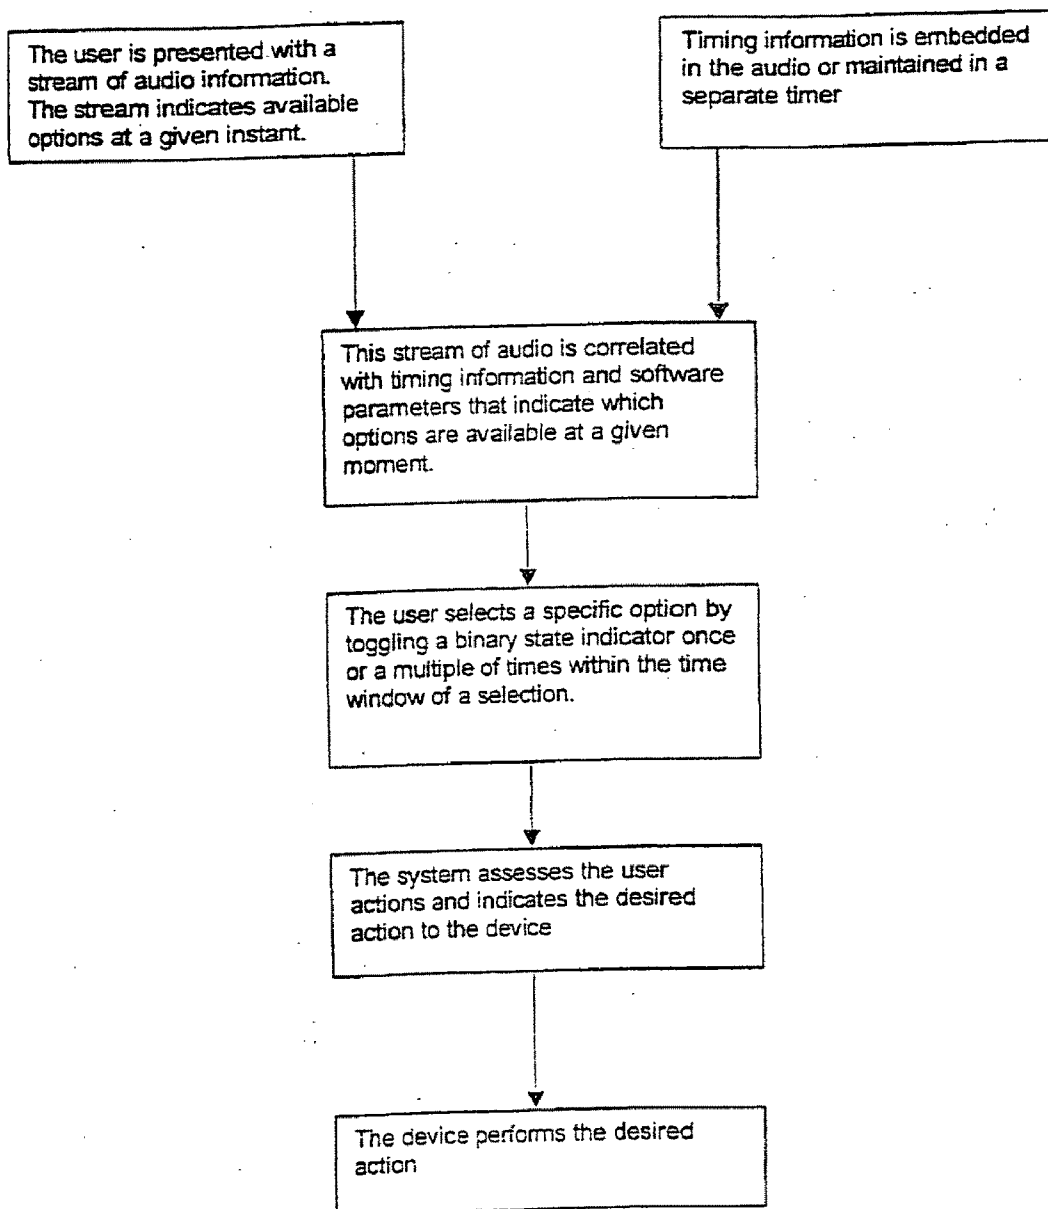 The user is presented with a
stream of audio information.
The stream indicates available
options at a given instant.
Timing information is embedded
in the audio or maintained in a
separate timer
This stream of audio is correlated
with timing information and software
parameters that indicate which
options are available at a given
moment.
The user selects a specific option by
toggling a binary state indicator once
or a multiple of times within the time
window of a selection.
The system assesses the user
actions and indicates the desired
action to the device
The device performs the desired
action